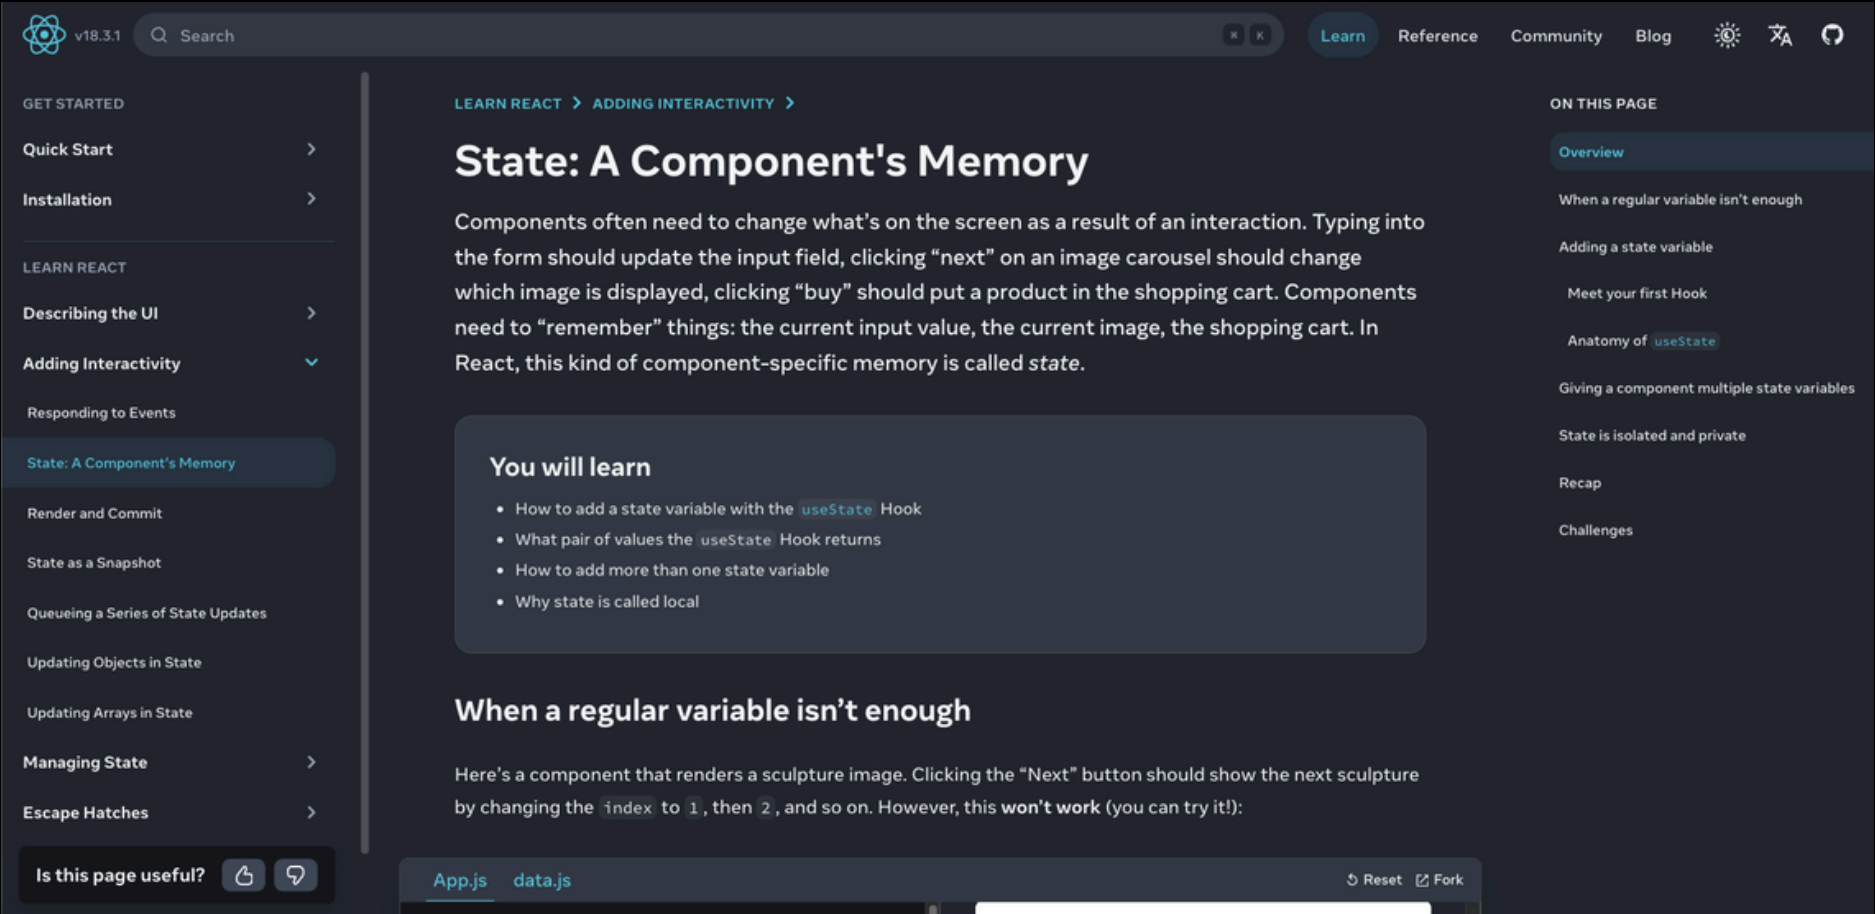 v18.3.1
Search
⌘ K
Learn
Reference
Community
Blog
GET STARTED
Quick Start
Installation
LEARN REACT
Describing the UI
Adding Interactivity
Responding to Events
State: A Component's Memory
Render and Commit
State as a Snapshot
Queueing a Series of State Updates
Updating Objects in State
Updating Arrays in State
Managing State
Escape Hatches
Is this page useful?
LEARN REACT > ADDING INTERACTIVITY >
State: A Component's Memory
Components often need to change what’s on the screen as a result of an interaction. Typing into
the form should update the input field, clicking “next” on an image carousel should change
which image is displayed, clicking “buy” should put a product in the shopping cart. Components
need to “remember” things: the current input value, the current image, the shopping cart. In
React, this kind of component-specific memory is called state.
You will learn
• How to add a state variable with the useState Hook
• What pair of values the useState Hook returns
• How to add more than one state variable
• Why state is called local
When a regular variable isn’t enough
Here’s a component that renders a sculpture image. Clicking the “Next” button should show the next sculpture
by changing the index to 1, then 2, and so on. However, this won’t work (you can try it!):
App.js
data.js
Reset
Fork
ON THIS PAGE
Overview
When a regular variable isn’t enough
Adding a state variable
Meet your first Hook
Anatomy of useState
Giving a component multiple state variables
State is isolated and private
Recap
Challenges